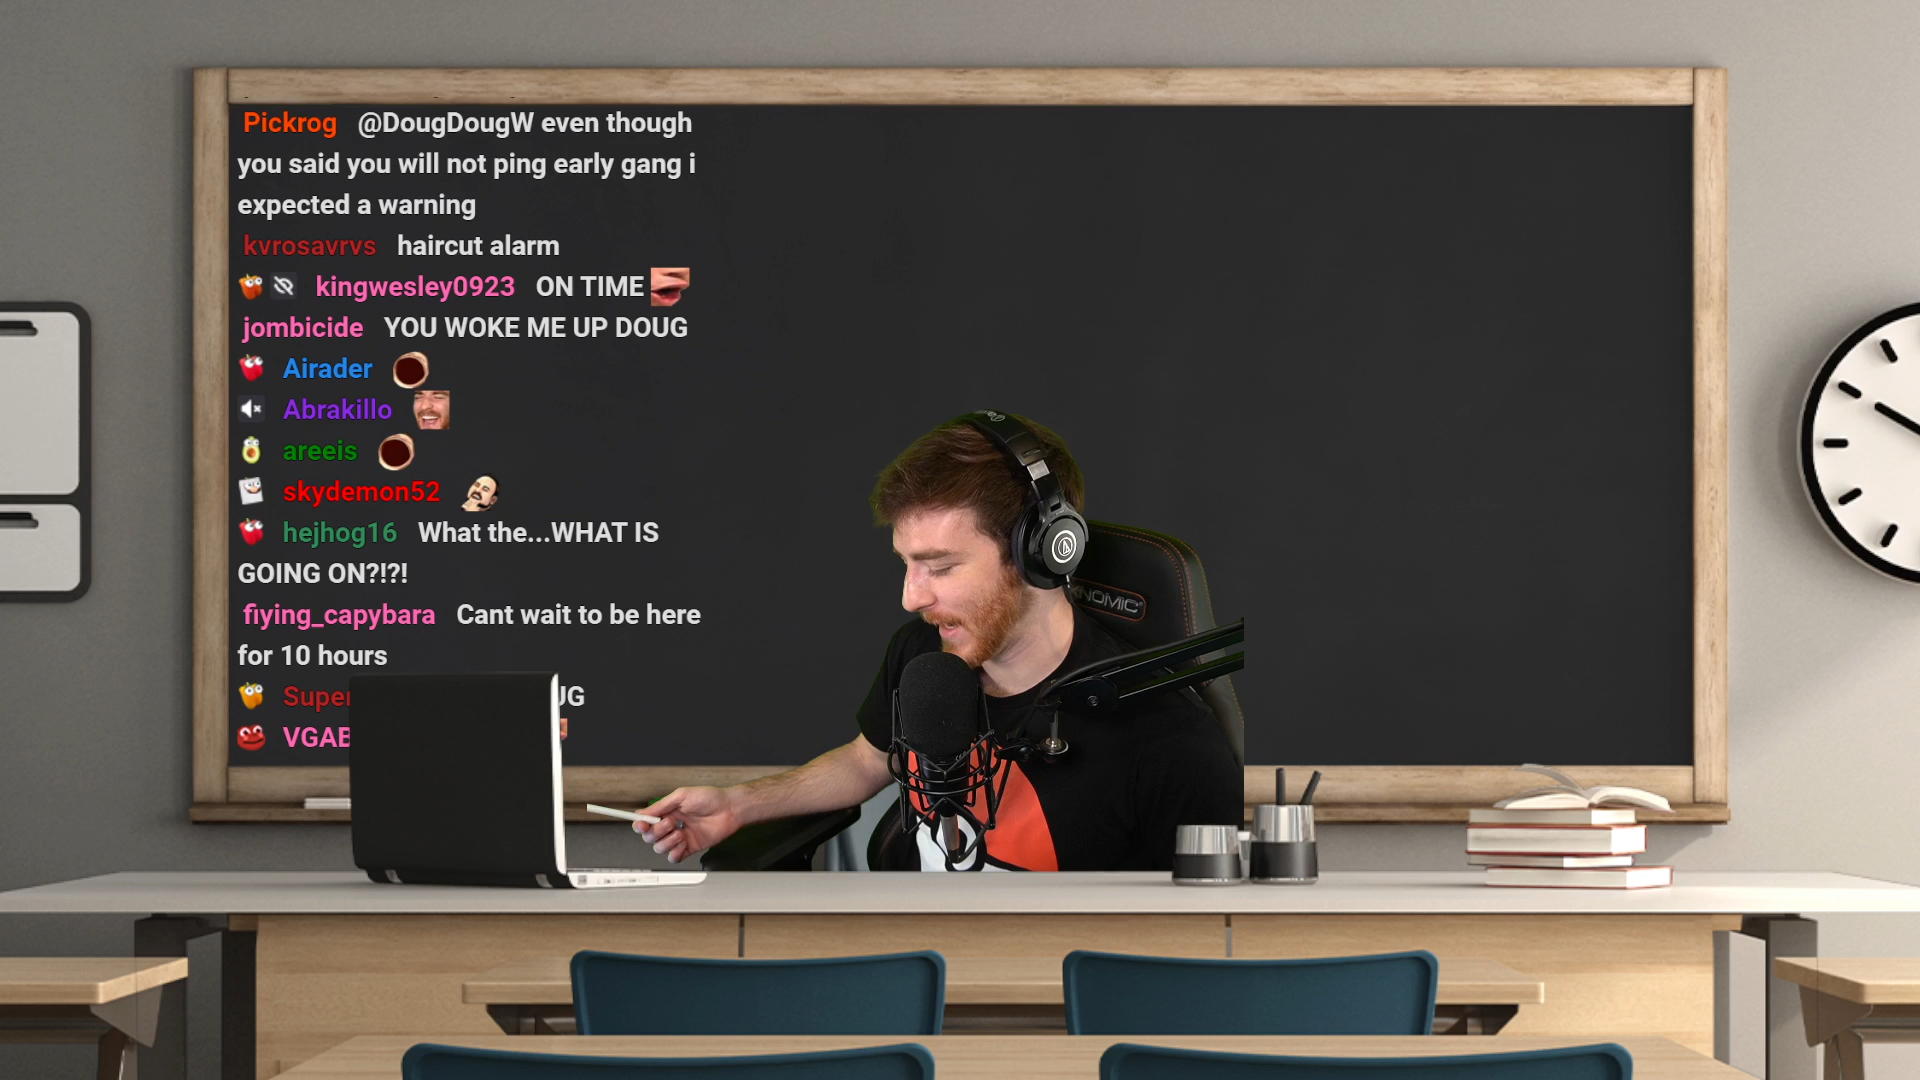 Pickrog @DougDougW even though
you said you will not ping early gang i
expected a warning
kvrosavrvs haircut alarm
kingwesley0923 ON TIME
jombicide YOU WOKE ME UP DOUG
Airader
Abrakillo
areeis
skydemon52
hejhog16 What the...WHAT IS
GOING ON?!?!
fiying_capybara Cant wait to be here
for 10 hours